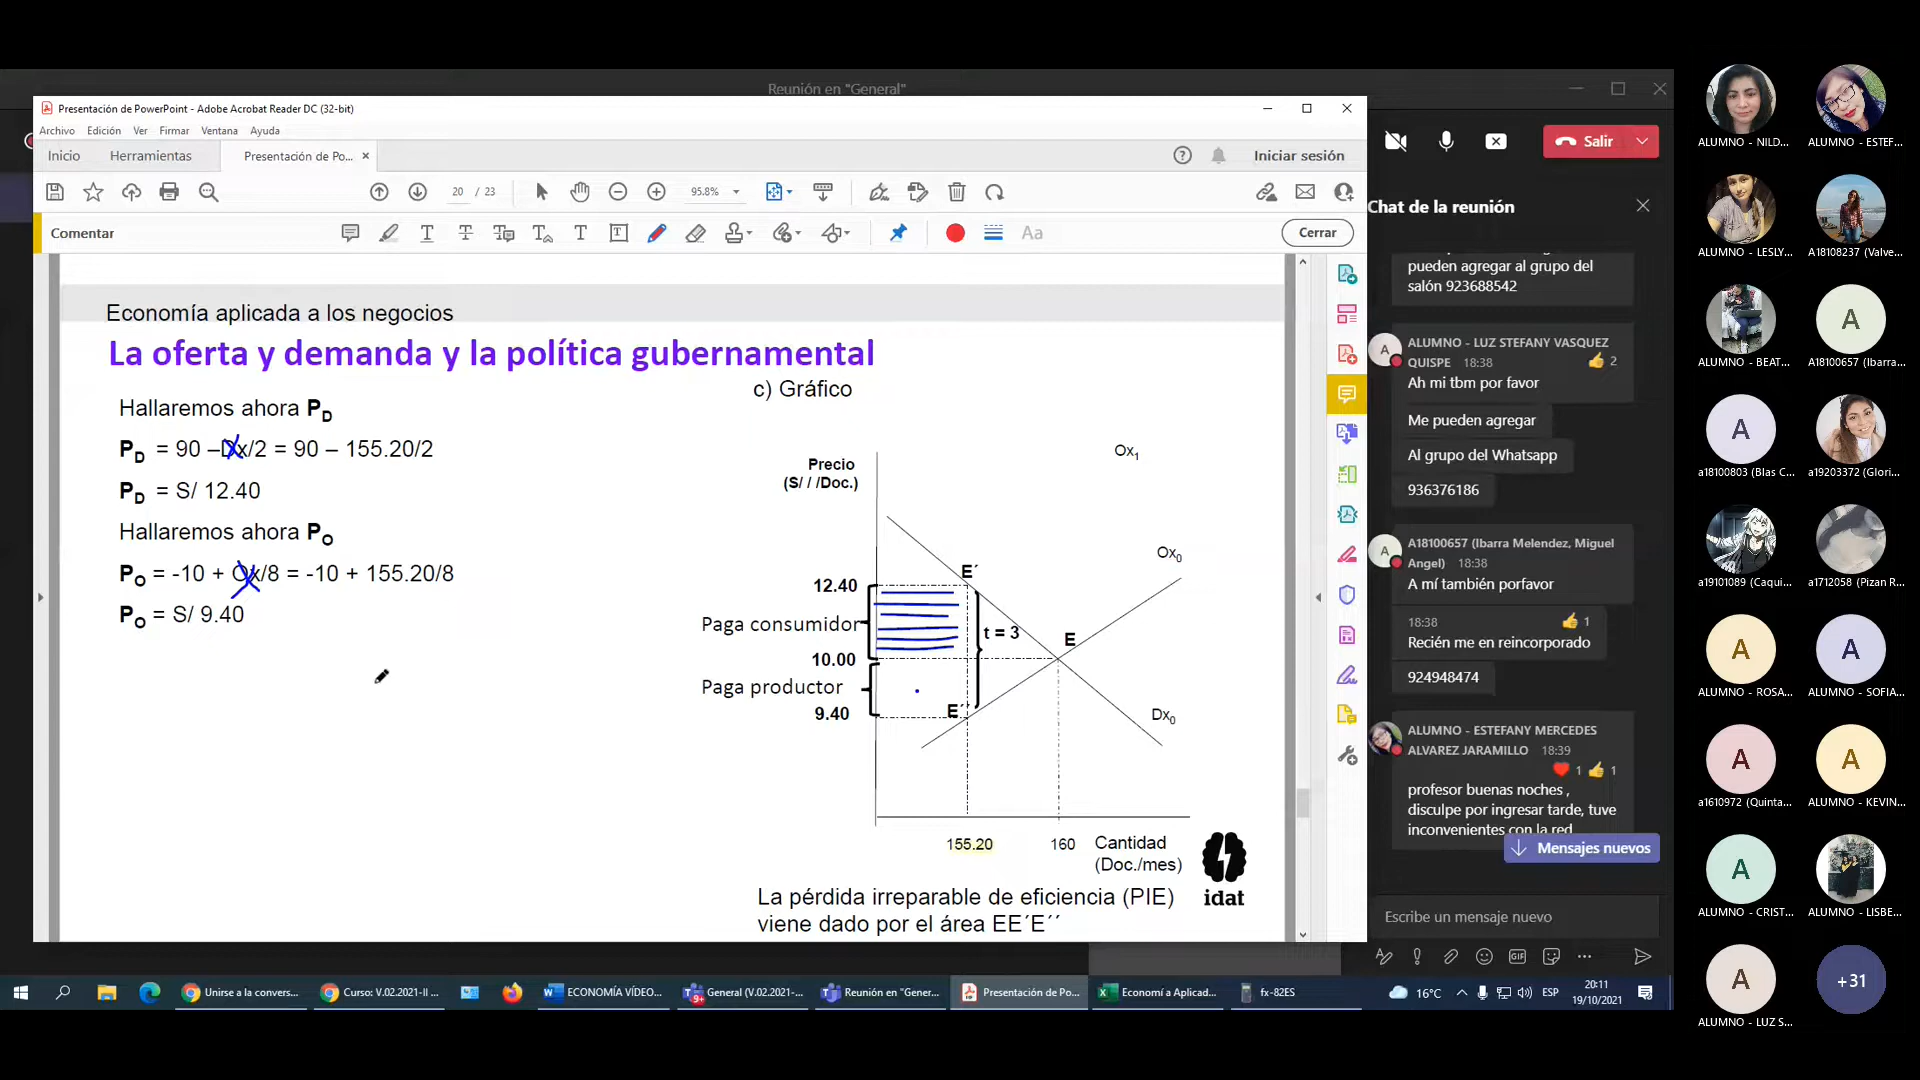 Reunión en "General"
Presentación de PowerPoint - Adobe Acrobat Reader DC (32-bit)
Archivo Edición Ver Firmar Ventana Ayuda
Inicio Herramientas Presentación de Po... ×
Iniciar sesión
20 / 23
95.8%
Comentar
Aa
Cerrar
Economía aplicada a los negocios
La oferta y demanda y la política gubernamental
Hallaremos ahora PD
PD = 90 –Dx/2 = 90 – 155.20/2
PD = S/ 12.40
Hallaremos ahora PO
PO = -10 + Ox/8 = -10 + 155.20/8
PO = S/ 9.40
c) Gráfico
Precio
(S/ / /Doc.)
Ox1
Ox0
E´
12.40
Paga consumidor
t = 3
E
10.00
Paga productor
9.40
E´´
Dx0
155.20
160
Cantidad
(Doc./mes)
idat
La pérdida irreparable de eficiencia (PIE)
viene dado por el área EE´E´´
Salir
Chat de la reunión
pueden agregar al grupo del
salón 923688542
A
ALUMNO - LUZ STEFANY VASQUEZ
QUISPE 18:38
2
Ah mi tbm por favor
Me pueden agregar
Al grupo del Whatsapp
936376186
A
A18100657 (Ibarra Melendez, Miguel
Angel) 18:38
A mí también porfavor
18:38
1
Recién me en reincorporado
924948474
ALUMNO - ESTEFANY MERCEDES
ALVAREZ JARAMILLO 18:39
1 1
profesor buenas noches ,
disculpe por ingresar tarde, tuve
inconvenientes con la red
Mensajes nuevos
Escribe un mensaje nuevo
GIF
ALUMNO - NILD...
ALUMNO - ESTEF...
ALUMNO - LESLY...
A18108237 (Valve...
A
ALUMNO - BEAT...
A18100657 (Ibarra...
A
a18100803 (Blas C...
a19203372 (Glori...
a19101089 (Caqui...
a1712058 (Pizan R...
A
A
ALUMNO - ROSA...
ALUMNO - SOFIA...
A
A
a1610972 (Quinta...
ALUMNO - KEVIN...
A
ALUMNO - CRIST...
ALUMNO - LISBE...
A
+31
ALUMNO - LUZ S...
Unirse a la convers...
Curso: V.02.2021-II ...
ECONOMÍA VÍDEO...
9+
General (V.02.2021-...
Reunión en "Gener...
Presentación de Po...
Economí a Aplicad...
fx-82ES
16°C
ESP
20:11
19/10/2021